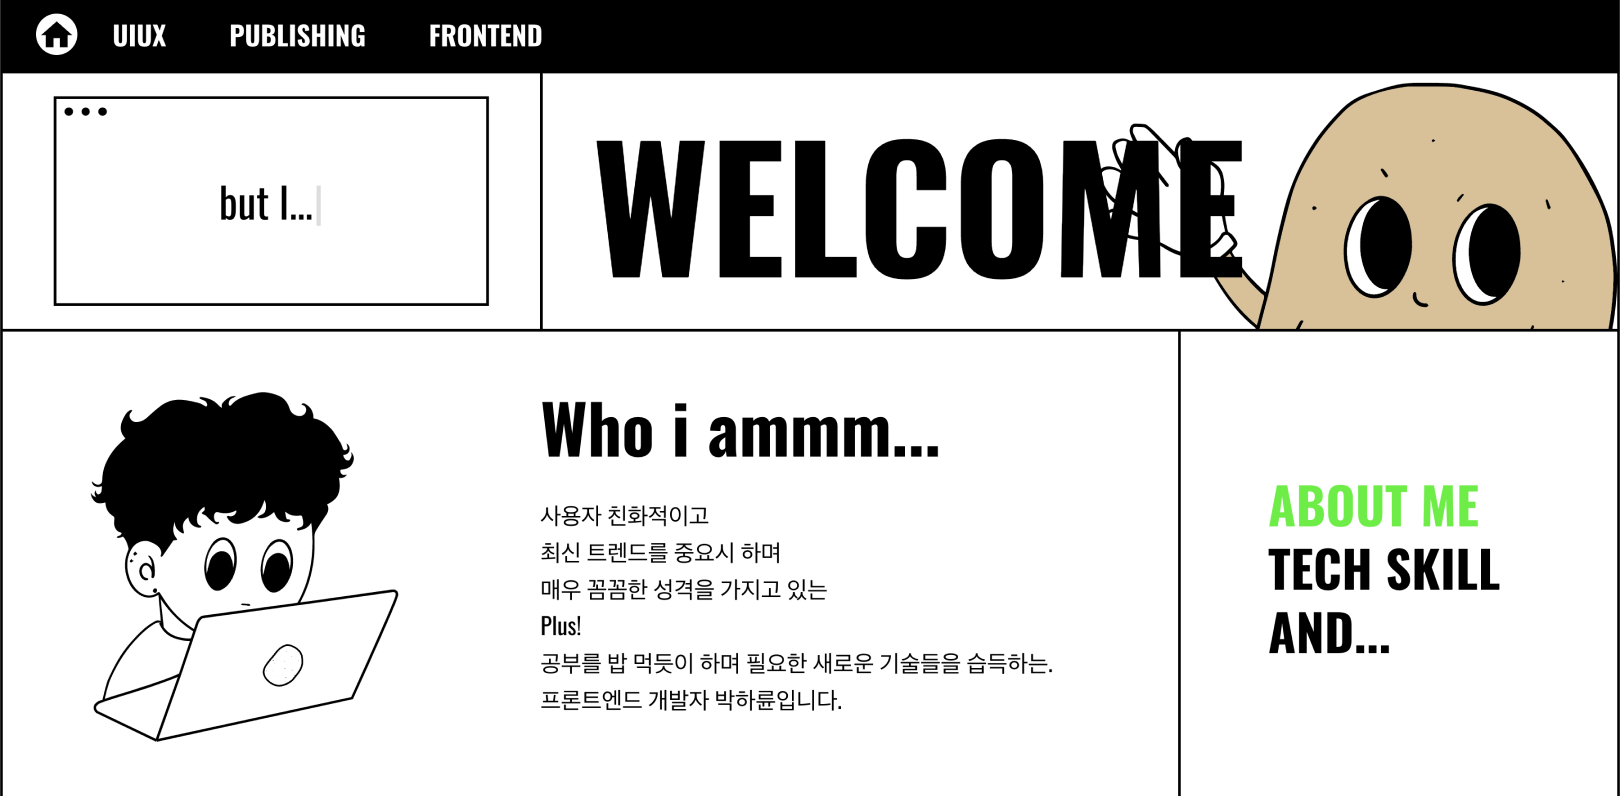 UIUX PUBLISHING FRONTEND
but I...
WELCOME
Who i ammm...
사용자 친화적이고
최신 트렌드를 중요시 하며
매우 꼼꼼한 성격을 가지고 있는
Plus!
공부를 밥 먹듯이 하며 필요한 새로운 기술들을 습득하는.
프론트엔드 개발자 박하륜입니다.
ABOUT ME
TECH SKILL
AND...